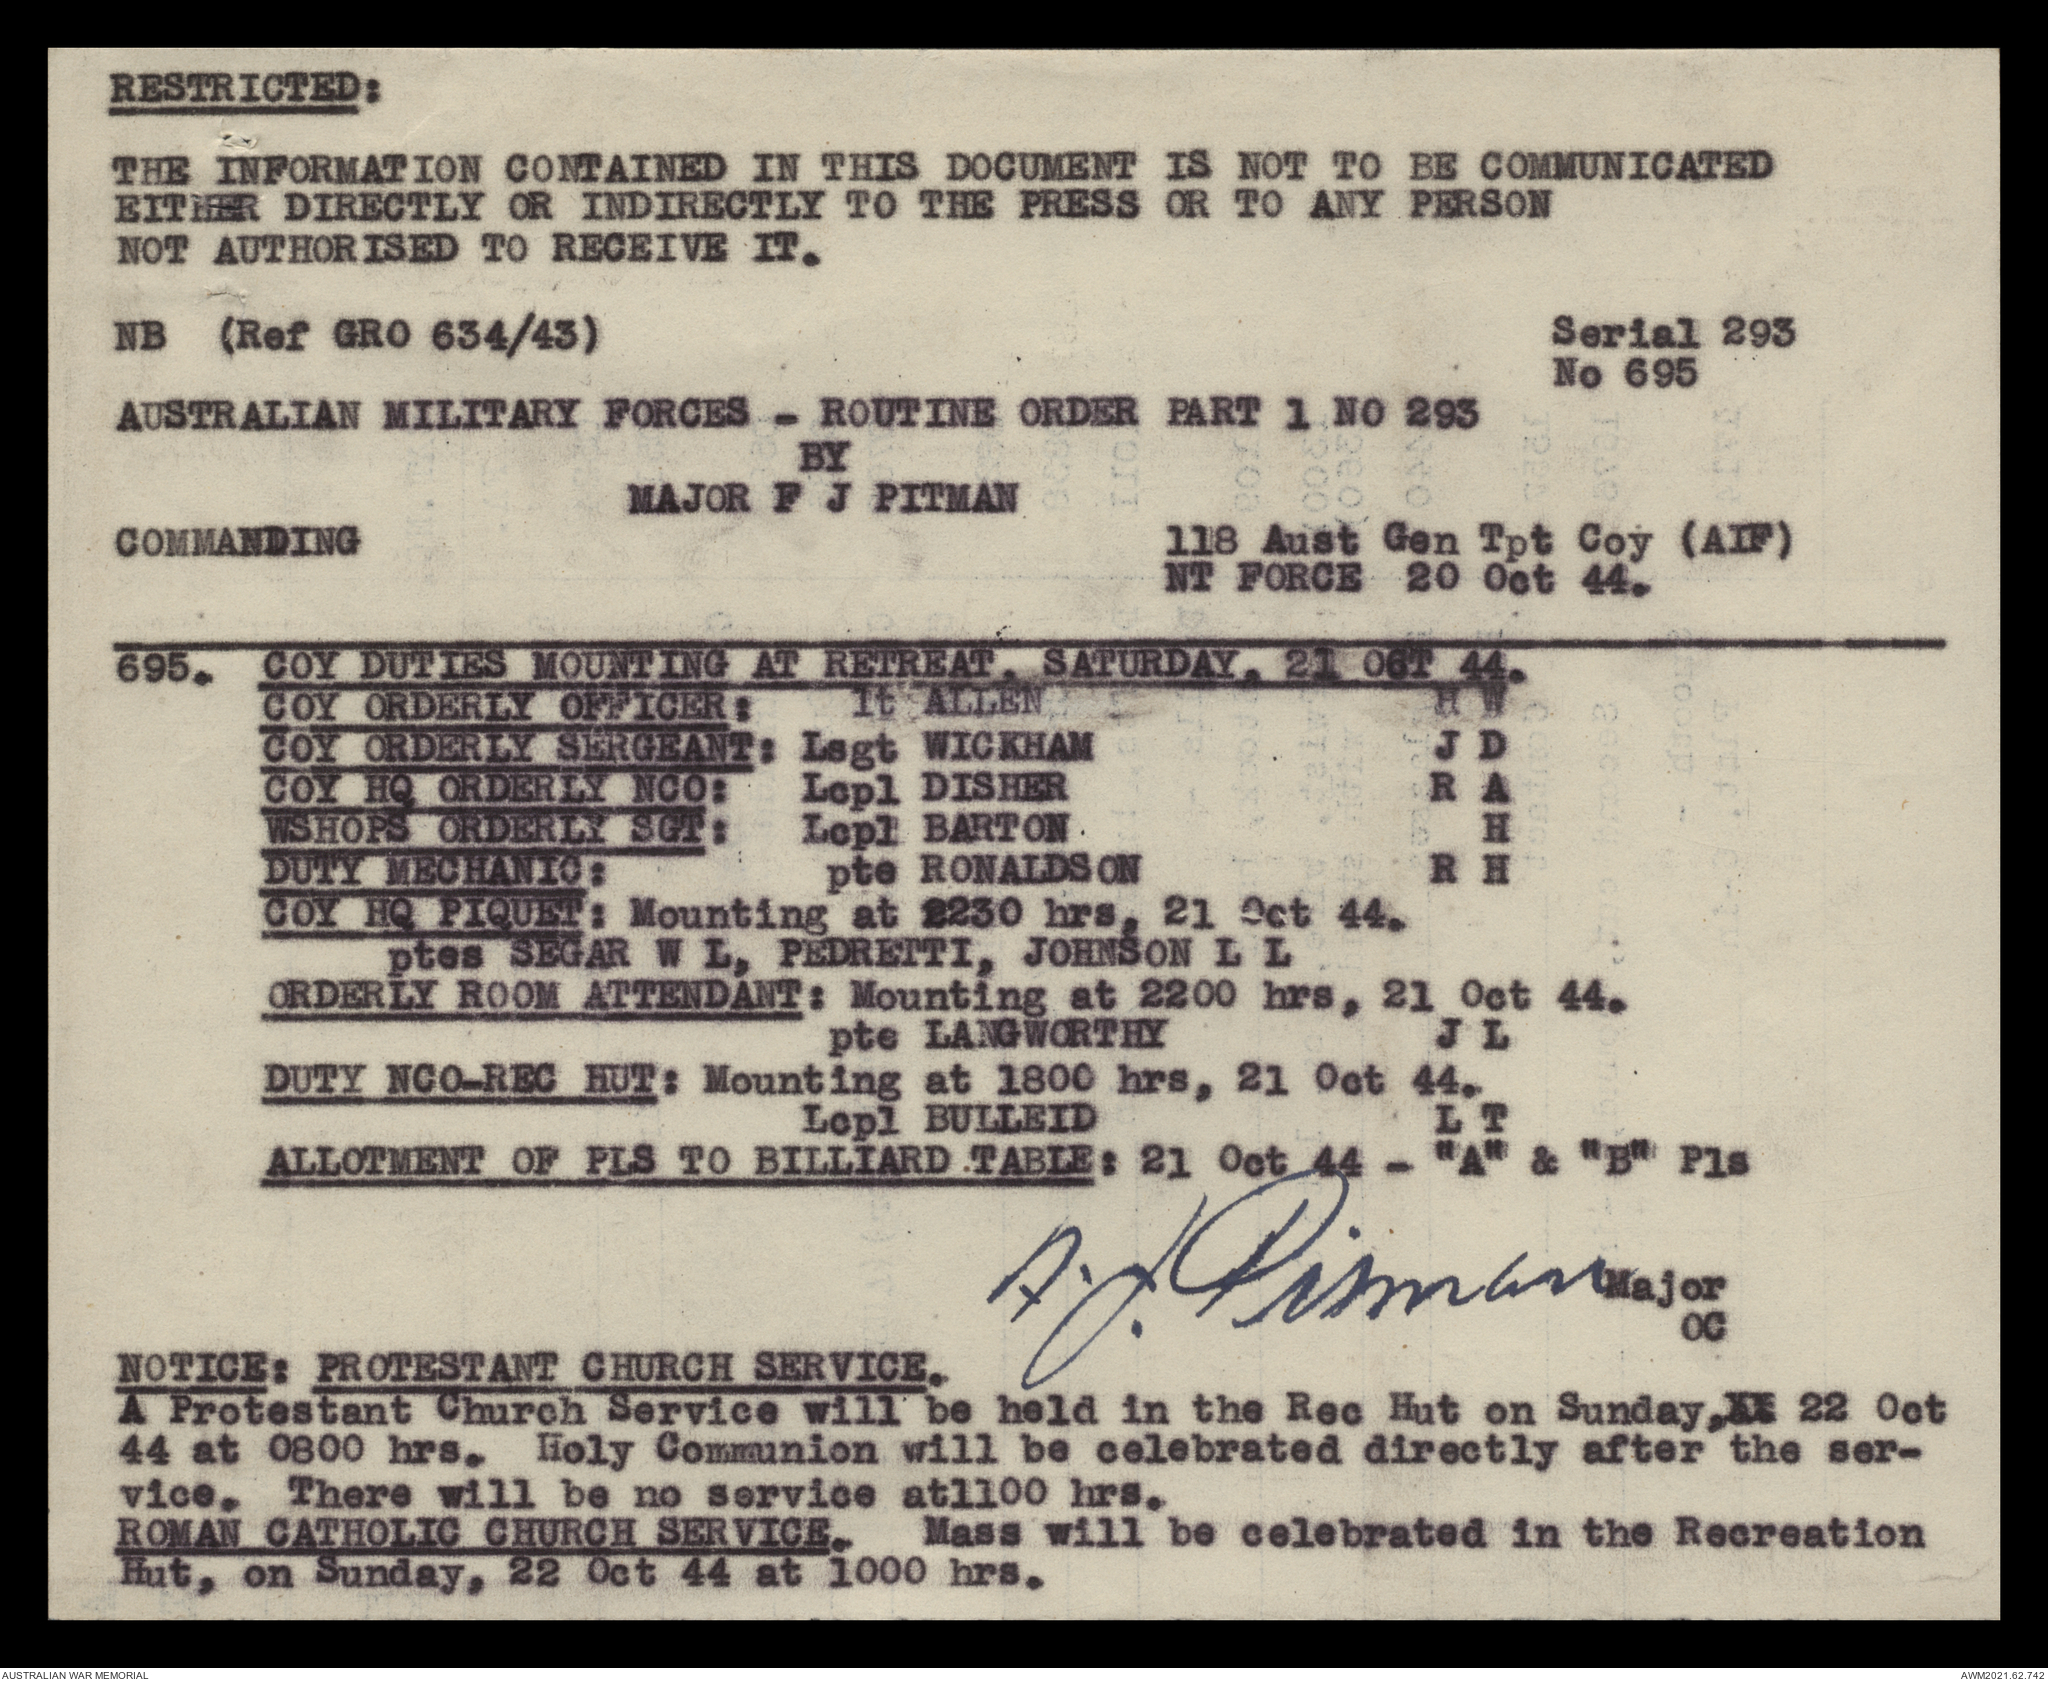 RESTRICTED:
THE INFORMATION CONTAINED IN THIS DOCUMENT IS NOT TO BE COMMUNICATED
EITHER DIRECTLY OR INDIRECTLY TO THE PRESS OR TO ANY PERSON
NOT AUTHORISED TO RECEIVE IT.
NB (Ref GRO 634/43) Serial 293
No 695
AUSTRALIAN MILITARY FORCES - ROUTINE ORDER PART 1 NO 293
BY
MAJOR F J PITMAN
COMMANDING 118 Aust Gen Tpt Coy (AIF)
NT FORCE 20 Oct 44.
695. COY DUTIES MOUNTING AT RETREAT, SATURDAY, 21 OCT 44.
COY ORDERLY OFFICER: lt ALLEN H W
COY ORDERLY SERGEANT: Lsgt WICKHAM J D
COY HQ ORDERLY NCO: Lcpl DISHER R A
WSHOPS ORDERLY SGT: Lcpl BARTON H
DUTY MECHANIC: pte RONALDSON R H
COY HQ PIQUET: Mounting at 2230 hrs, 21 Oct 44.
ptes SEGAR W L, PEDRETTI, JOHNSON L L
ORDERLY ROOM ATTENDANT: Mounting at 2200 hrs, 21 Oct 44.
pte LANGWORTHY J L
DUTY NCO-REC HUT: Mounting at 1800 hrs, 21 Oct 44.
Lcpl BULLEID L T
ALLOTMENT OF PLS TO BILLIARD TABLE: 21 Oct 44 - "A" & "B" Pls
F. J. Pitman Major
OC
NOTICE: PROTESTANT CHURCH SERVICE.
A Protestant Church Service will be held in the Rec Hut on Sunday, 22 Oct
44 at 0800 hrs. Holy Communion will be celebrated directly after the ser-
vice. There will be no service at1100 hrs.
ROMAN CATHOLIC CHURCH SERVICE. Mass will be celebrated in the Recreation
Hut, on Sunday, 22 Oct 44 at 1000 hrs.
AUSTRALIAN WAR MEMORIAL AWM2021.62.742